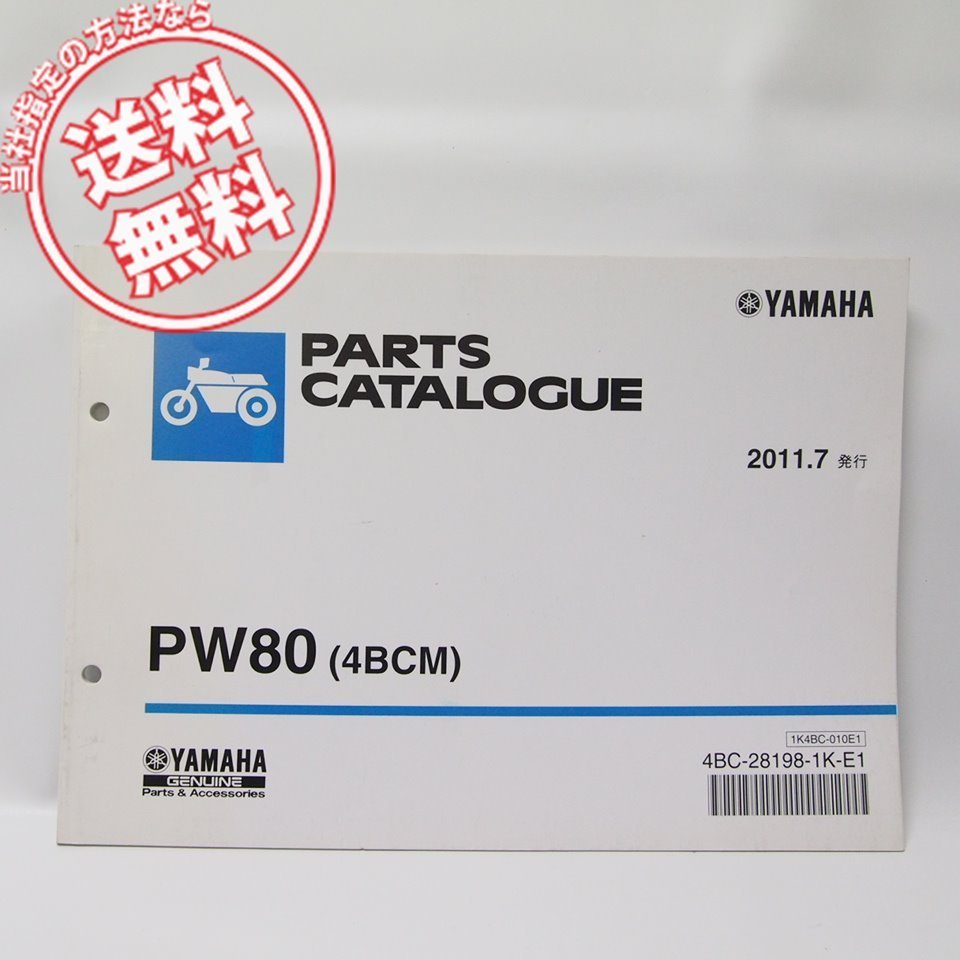 当社指定の方法なら
送料
無料
YAMAHA
PARTS
CATALOGUE
2011.7 発行
PW80 (4BCM)
1K4BC-010E1
4BC-28198-1K-E1
YAMAHA
GENUINE
Parts & Accessories